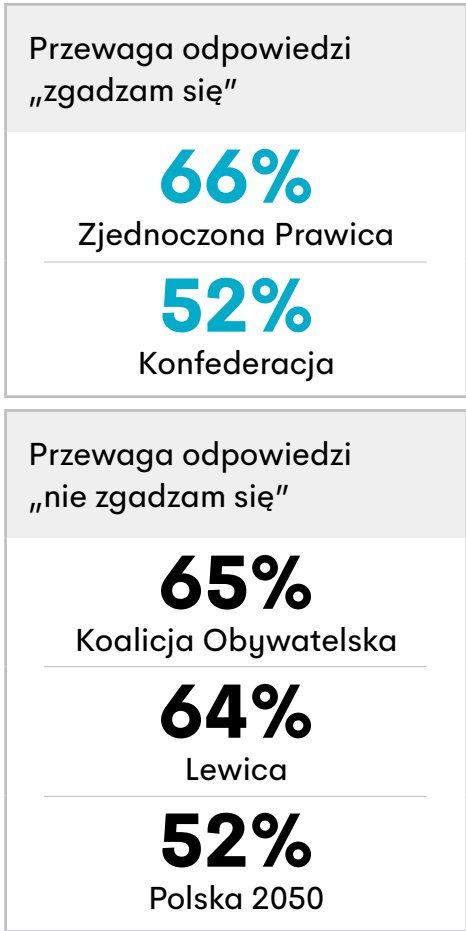 Przewaga odpowiedzi
„zgadzam się”
66%
Zjednoczona Prawica
52%
Konfederacja
Przewaga odpowiedzi
„nie zgadzam się”
65%
Koalicja Obywatelska
64%
Lewica
52%
Polska 2050